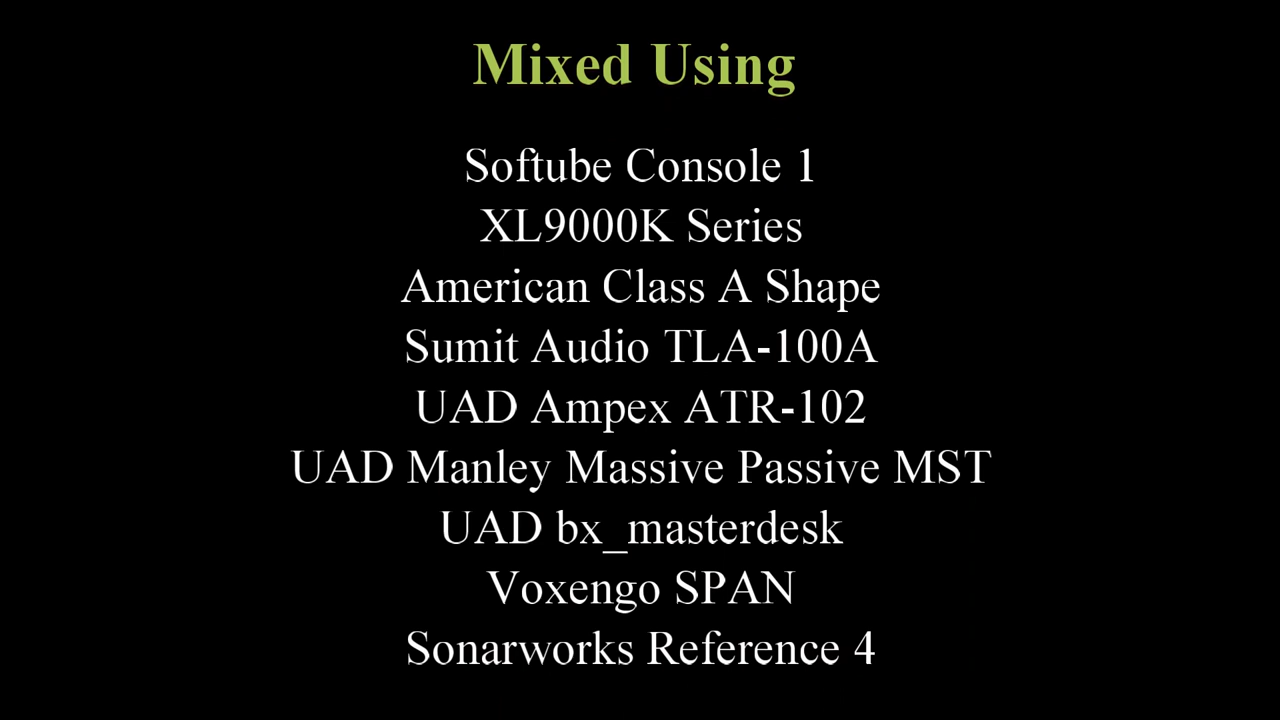 Mixed Using
Softube Console 1
XL9000K Series
American Class A Shape
Sumit Audio TLA-100A
UAD Ampex ATR-102
UAD Manley Massive Passive MST
UAD bx_masterdesk
Voxengo SPAN
Sonarworks Reference 4